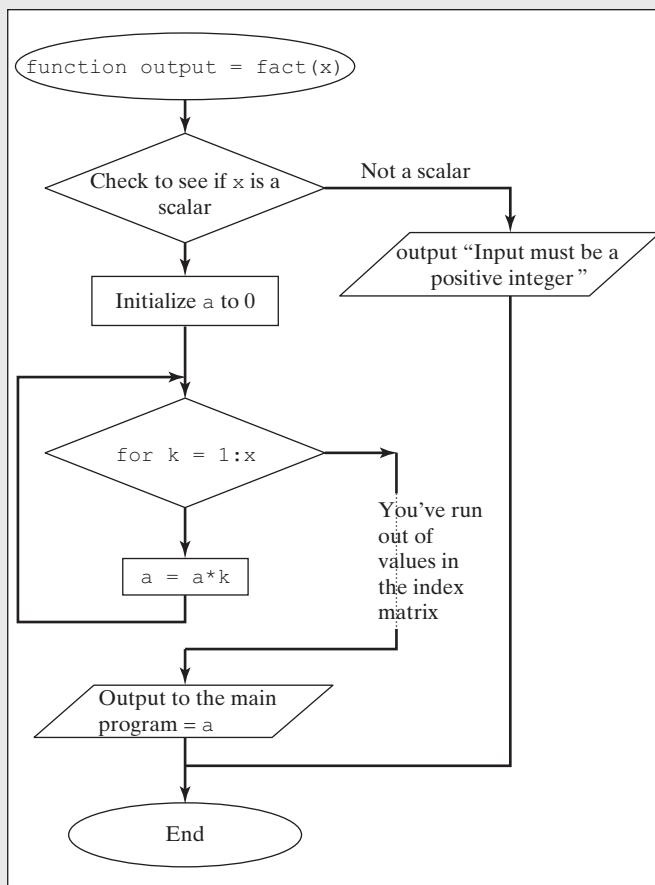 function output = fact(x)
Check to see if x is a
scalar
Not a scalar
output “Input must be a
positive integer ”
Initialize a to 0
for k = 1:x
You've run
out of
values in
the index
matrix
a = a*k
Output to the main
program = a
End